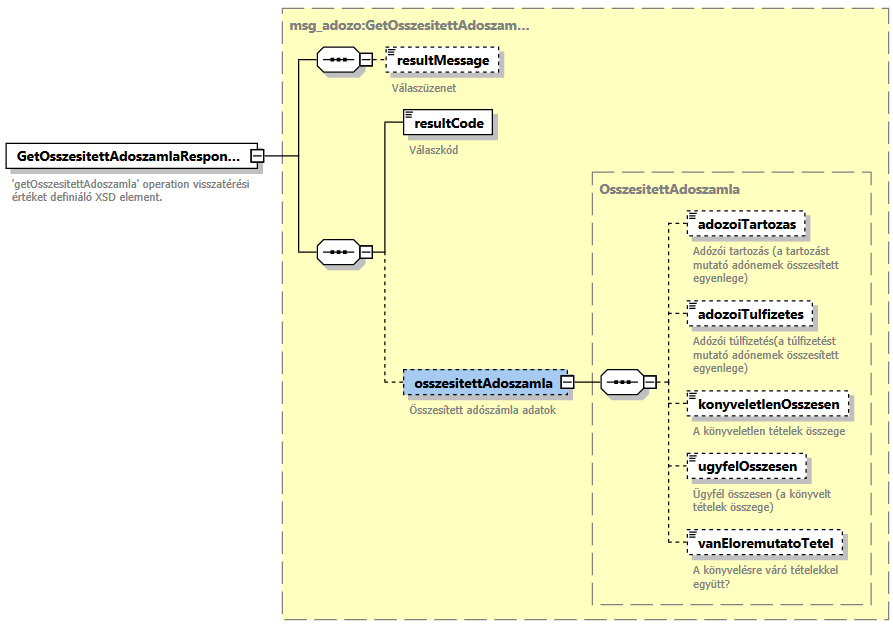 msg_adozo:GetOsszesitettAdoszam...
resultMessage
Válaszüzenet
resultCode
Válaszkód
GetOsszesitettAdoszamlaRespon...
'getOsszesitettAdoszamla' operation visszatérési
értéket definiáló XSD element.
OsszesitettAdoszamla
adozoiTartozas
Adózói tartozás (a tartozást
mutató adónemek összesített
egyenlege)
adozoiTulfizetes
Adózói túlfizetés(a túlfizetést
mutató adónemek összesített
egyenlege)
osszesitettAdoszamla
Összesített adószámla adatok
konyveletlenOsszesen
A könyveletlen tételek összege
ugyfelOsszesen
Ügyfél összesen (a könyvelt
tételek összege)
vanEloremutatoTetel
A könyvelésre váró tételekkel
együtt?